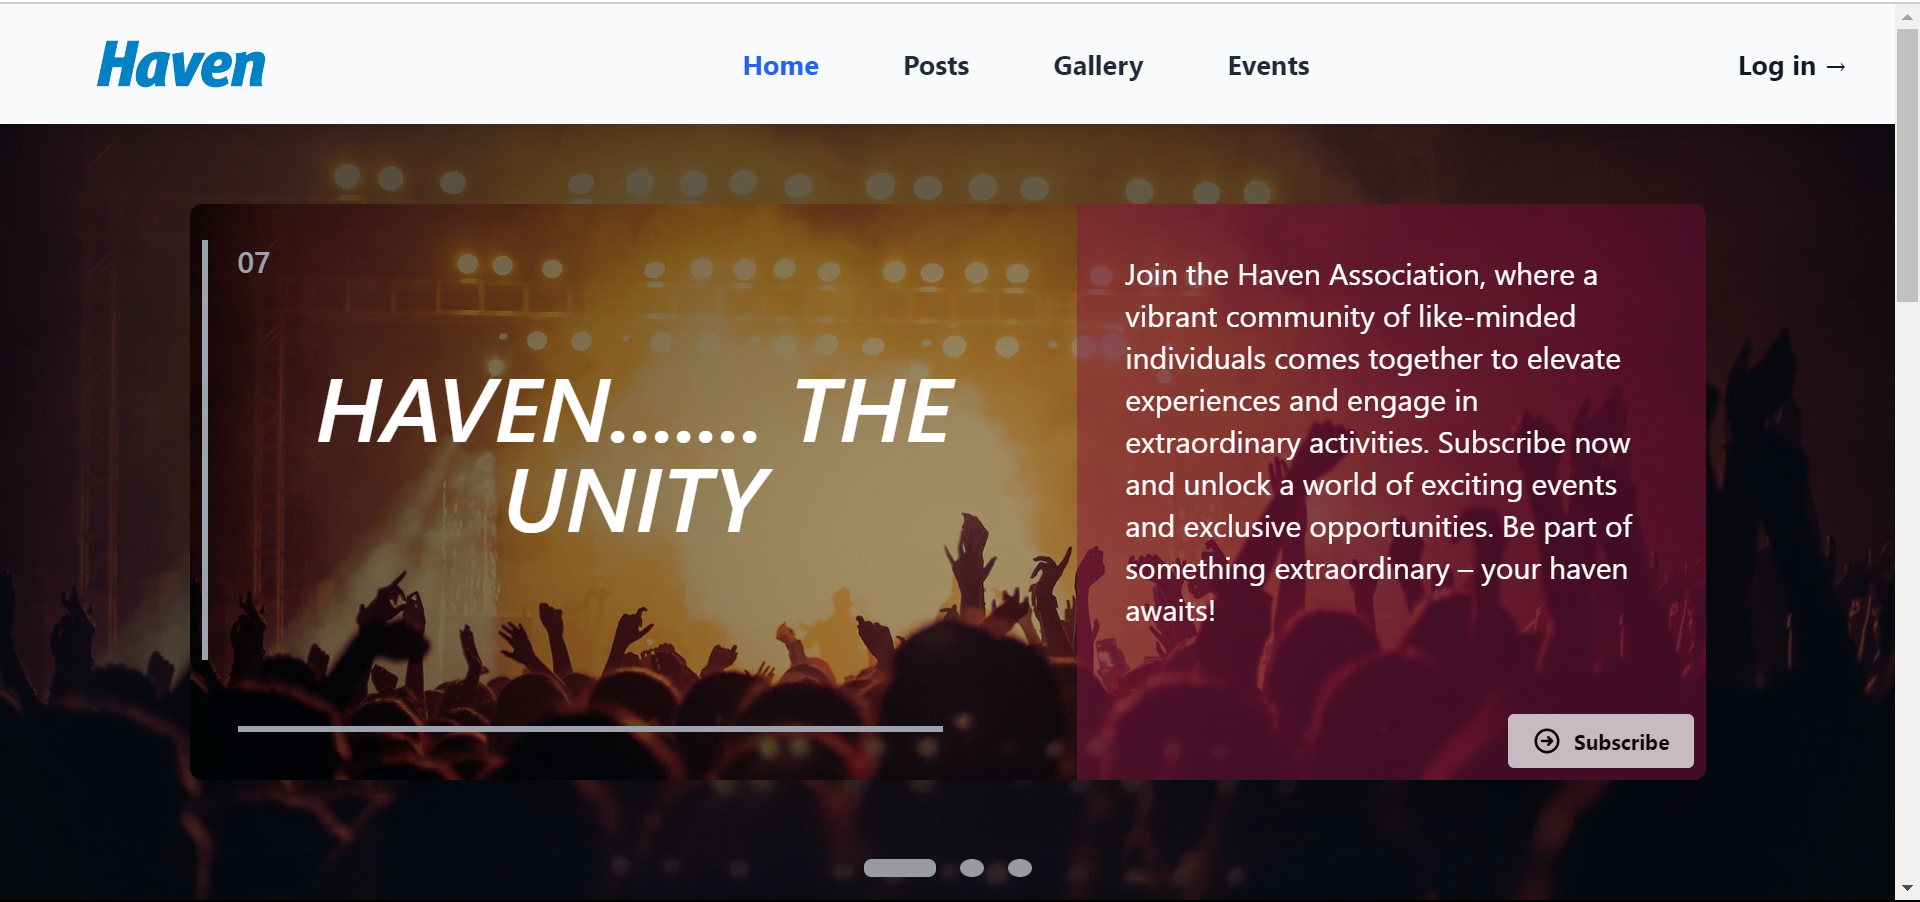 Haven
Home Posts Gallery Events
Log in →
07
HAVEN....... THE
UNITY
Join the Haven Association, where a
vibrant community of like-minded
individuals comes together to elevate
experiences and engage in
extraordinary activities. Subscribe now
and unlock a world of exciting events
and exclusive opportunities. Be part of
something extraordinary – your haven
awaits!
Subscribe